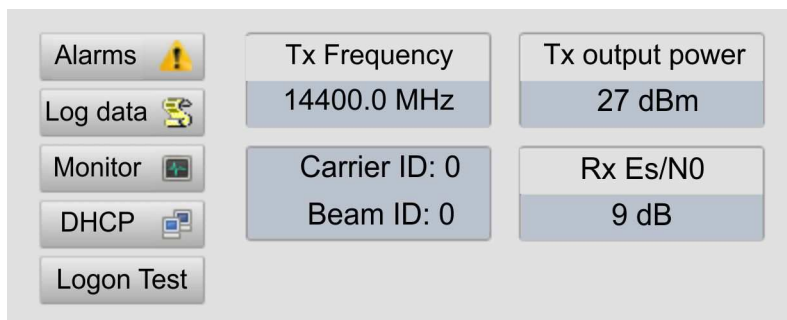 Alarms
Log data
Monitor
DHCP
Logon Test
Tx Frequency
14400.0 MHz
Tx output power
27 dBm
Carrier ID: 0
Beam ID: 0
Rx Es/N0
9 dB